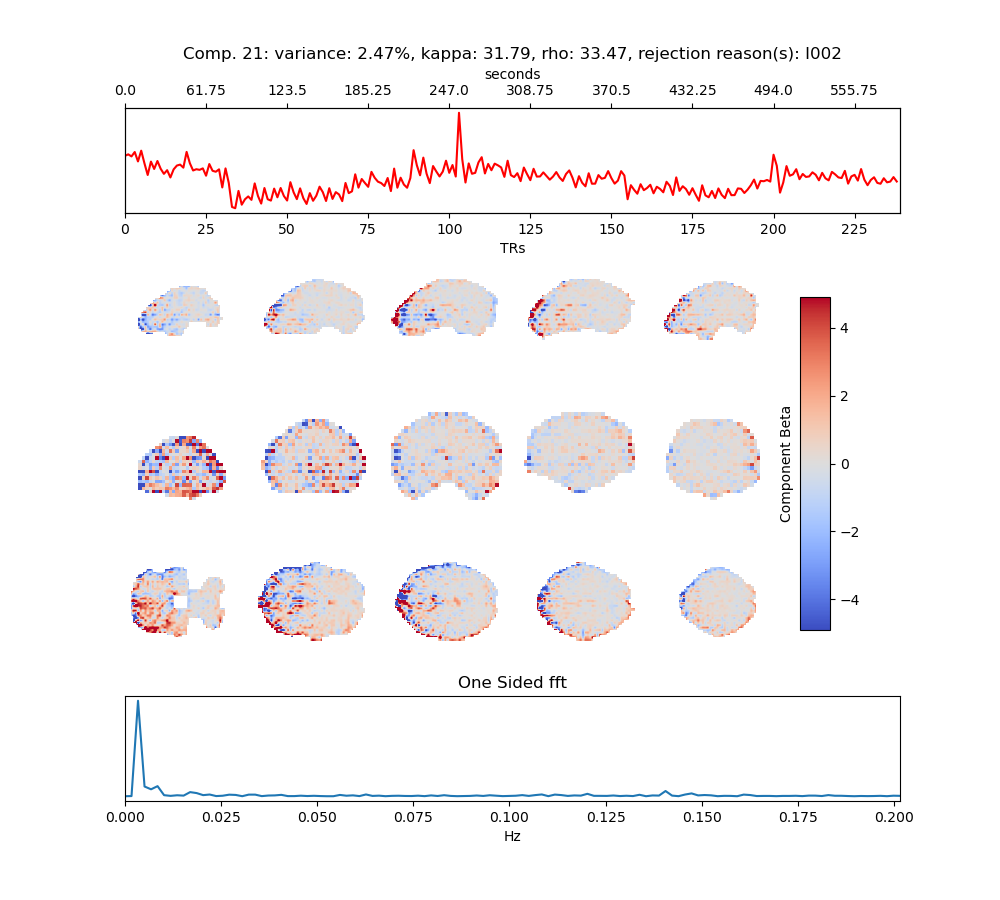 Comp. 21: variance: 2.47%, kappa: 31.79, rho: 33.47, rejection reason(s): I002
seconds
0.0 61.75 123.5 185.25 247.0 308.75 370.5 432.25 494.0 555.75
0 25 50 75 100 125 150 175 200 225
TRs
4
2
0
−2
−4
Component Beta
One Sided fft
0.000 0.025 0.050 0.075 0.100 0.125 0.150 0.175 0.200
Hz